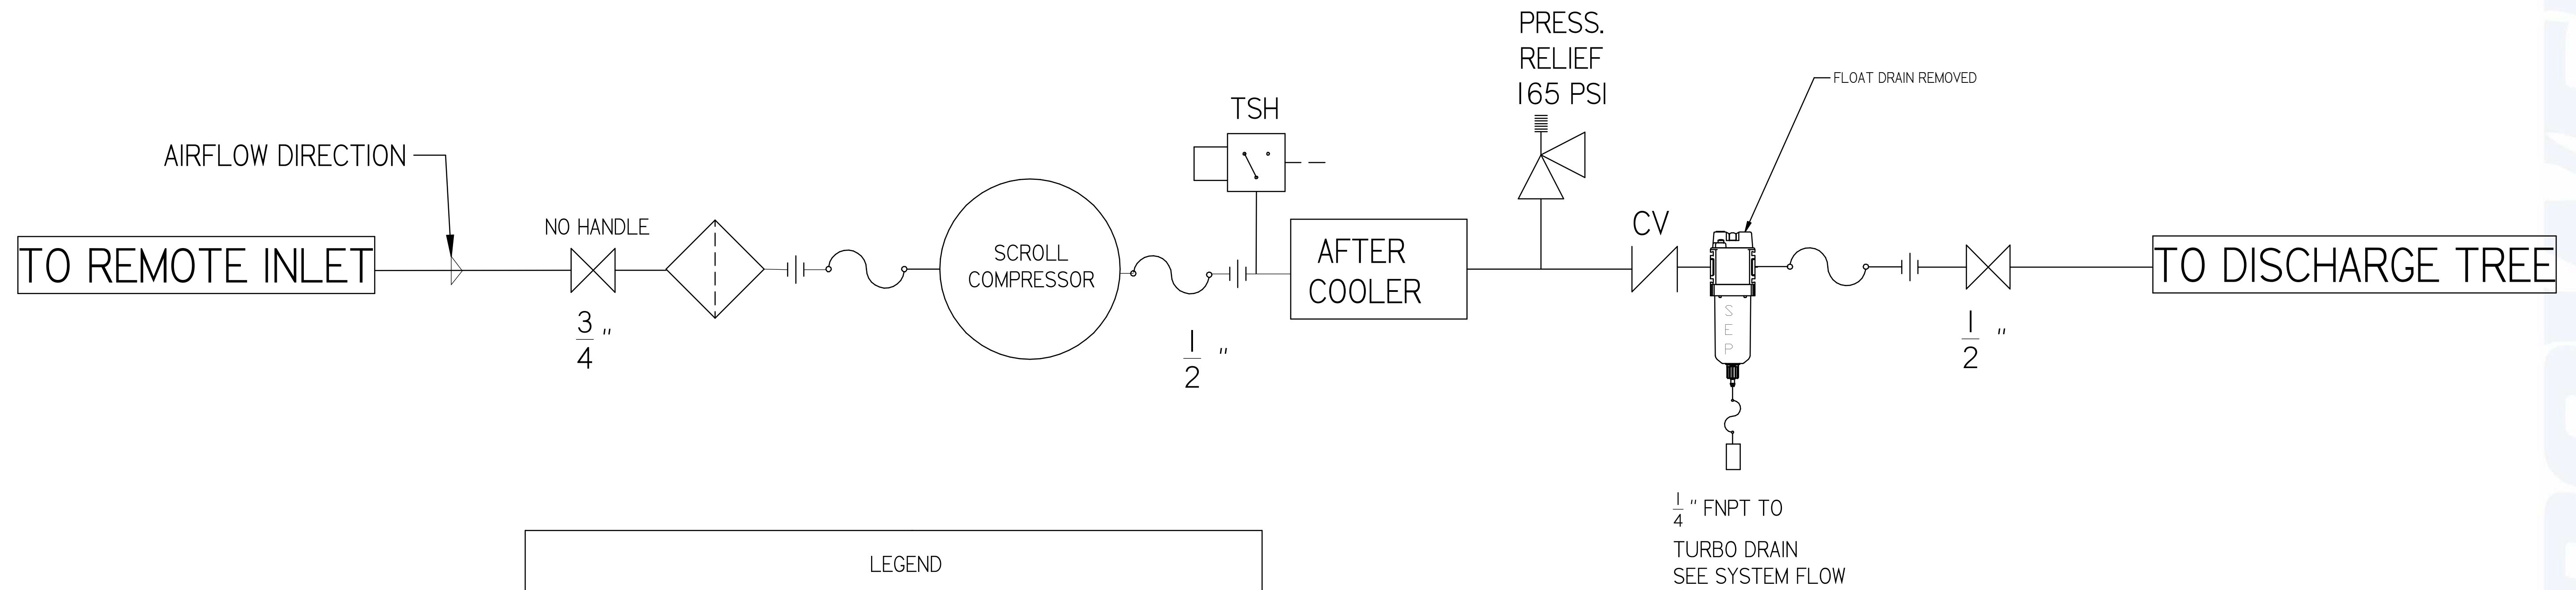 PRESS.
RELIEF
165 PSI
FLOAT DRAIN REMOVED
TSH
AIRFLOW DIRECTION
NO HANDLE
CV
TO REMOTE INLET
SCROLL
COMPRESSOR
AFTER
COOLER
TO DISCHARGE TREE
S
E
P
3/4 "
1/2 "
1/2 "
1/4 " FNPT TO
TURBO DRAIN
SEE SYSTEM FLOW
LEGEND